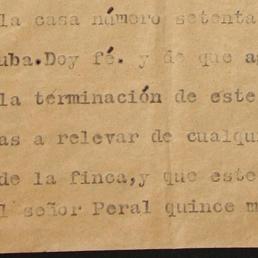 la casa número setenta
uba.Doy fé. y de que a
la terminación de este
as a relevar de cualqui
de la finca,y que este
l señor Peral quince m